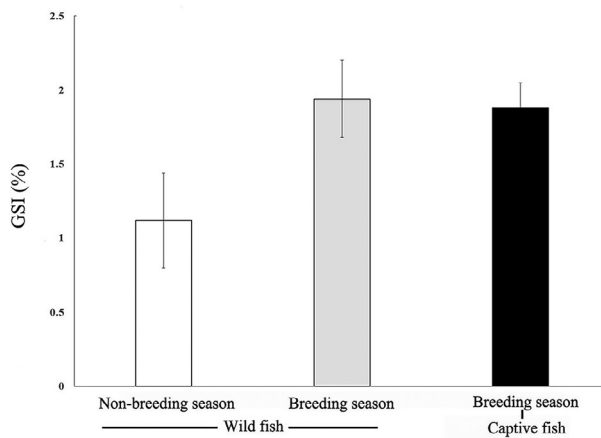 2.5
2
1.5
1
0.5
0
GSI (%)
Non-breeding season
Breeding season
Breeding season
Wild fish
Captive fish